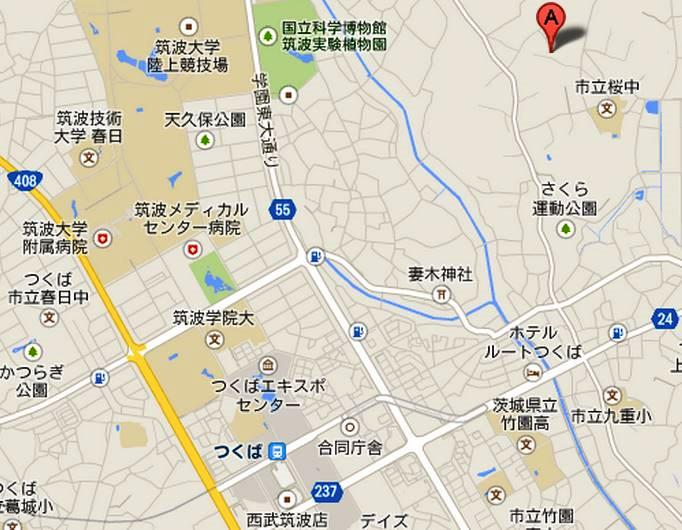 国立科学博物館
筑波実験植物園
A
筑波大学
陸上競技場
学園東大通り
市立桜中
筑波技術
大学 春日
天久保公園
408
さくら
運動公園
筑波メディカル
センター病院
55
筑波大学
附属病院
つくば
市立春日中
妻木神社
筑波学院大
24
ホテル
ルートつくば
かつらぎ
公園
つくばエキスポ
センター
茨城県立
竹園高
市立九重小
つくば
合同庁舎
237
西武筑波店
デイズ
市立竹園